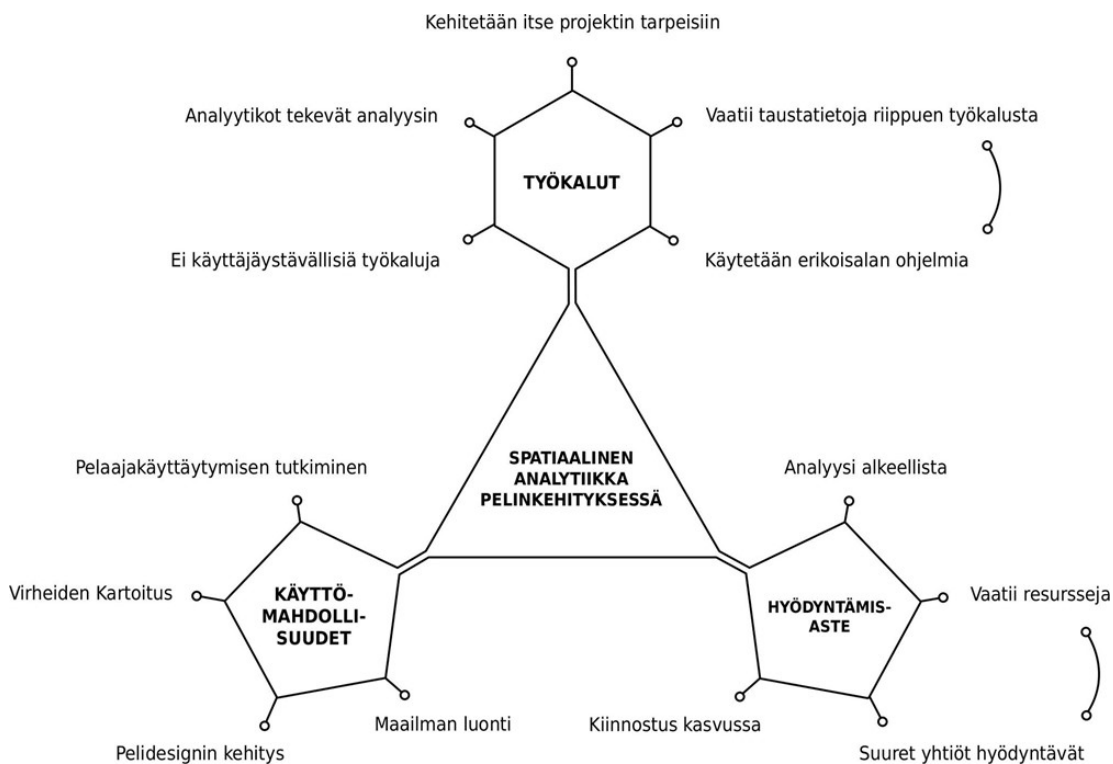 Kehitetään itse projektin tarpeisiin
Analyytikot tekevät analyysin
Vaatii taustatietoja riippuen työkalusta
TYÖKALUT
Ei käyttäjäystävällisiä työkaluja
Käytetään erikoisalan ohjelmia
SPATIAALINEN
ANALYTIIKKA
PELINKEHITYKSESSÄ
Pelaajakäyttäytymisen tutkiminen
Analyysi alkeellista
Virheiden Kartoitus
KÄYTTÖ-
MAHDOLLI-
SUUDET
HYÖDYNTÄMIS-
ASTE
Vaatii resursseja
Maailman luonti
Kiinnostus kasvussa
Pelidesignin kehitys
Suuret yhtiöt hyödyntävät